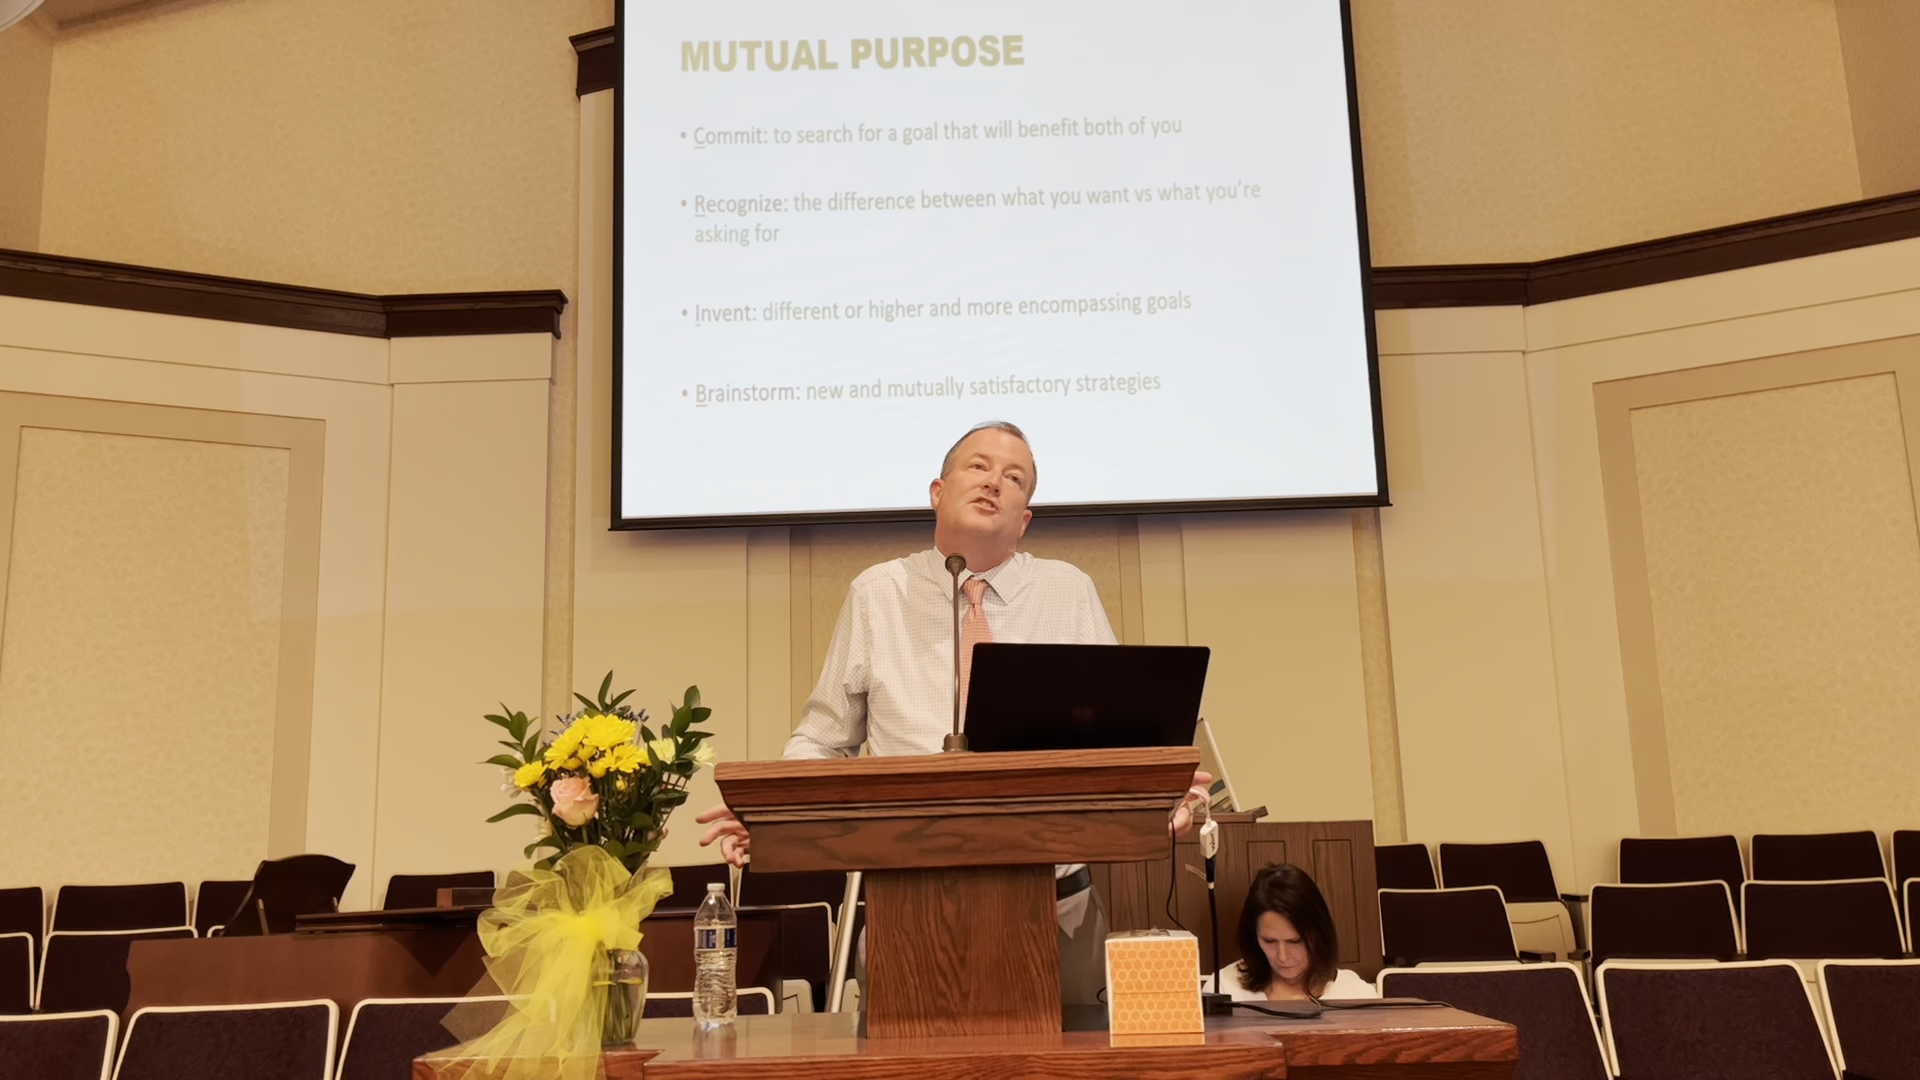 MUTUAL PURPOSE
• Commit: to search for a goal that will benefit both of you
• Recognize: the difference between what you want vs what you're
asking for
• Invent: different or higher and more encompassing goals
• Brainstorm: new and mutually satisfactory strategies